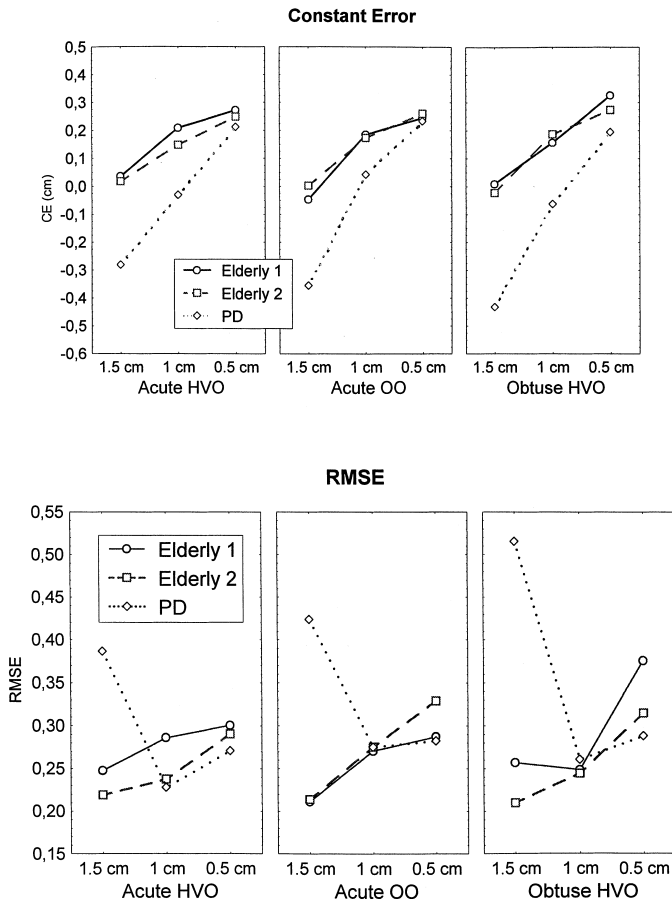 Constant Error
0,5
0,4
0,3
0,2
0,1
0,0
-0,1
-0,2
-0,3
-0,4
-0,5
-0,6
CE (cm)
Elderly 1
Elderly 2
PD
1.5 cm 1 cm 0.5 cm
Acute HVO
1.5 cm 1 cm 0.5 cm
Acute OO
1.5 cm 1 cm 0.5 cm
Obtuse HVO
RMSE
0,55
0,50
0,45
0,40
0,35
0,30
0,25
0,20
0,15
RMSE
Elderly 1
Elderly 2
PD
1.5 cm 1 cm 0.5 cm
Acute HVO
1.5 cm 1 cm 0.5 cm
Acute OO
1.5 cm 1 cm 0.5 cm
Obtuse HVO